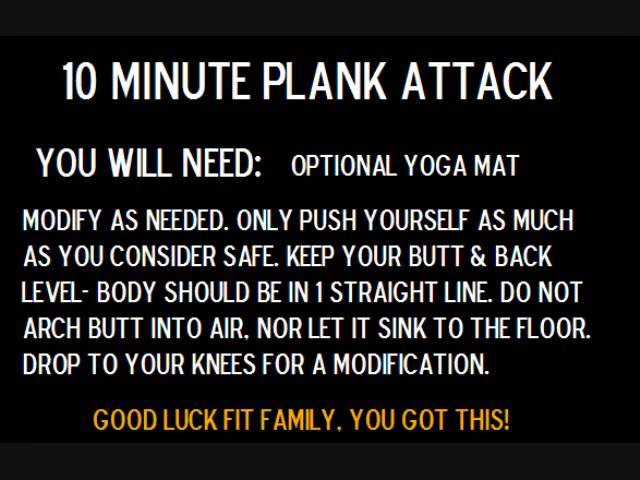 10 MINUTE PLANK ATTACK
YOU WILL NEED: OPTIONAL YOGA MAT
MODIFY AS NEEDED. ONLY PUSH YOURSELF AS MUCH
AS YOU CONSIDER SAFE. KEEP YOUR BUTT & BACK
LEVEL- BODY SHOULD BE IN 1 STRAIGHT LINE. DO NOT
ARCH BUTT INTO AIR, NOR LET IT SINK TO THE FLOOR.
DROP TO YOUR KNEES FOR A MODIFICATION.
GOOD LUCK FIT FAMILY, YOU GOT THIS!